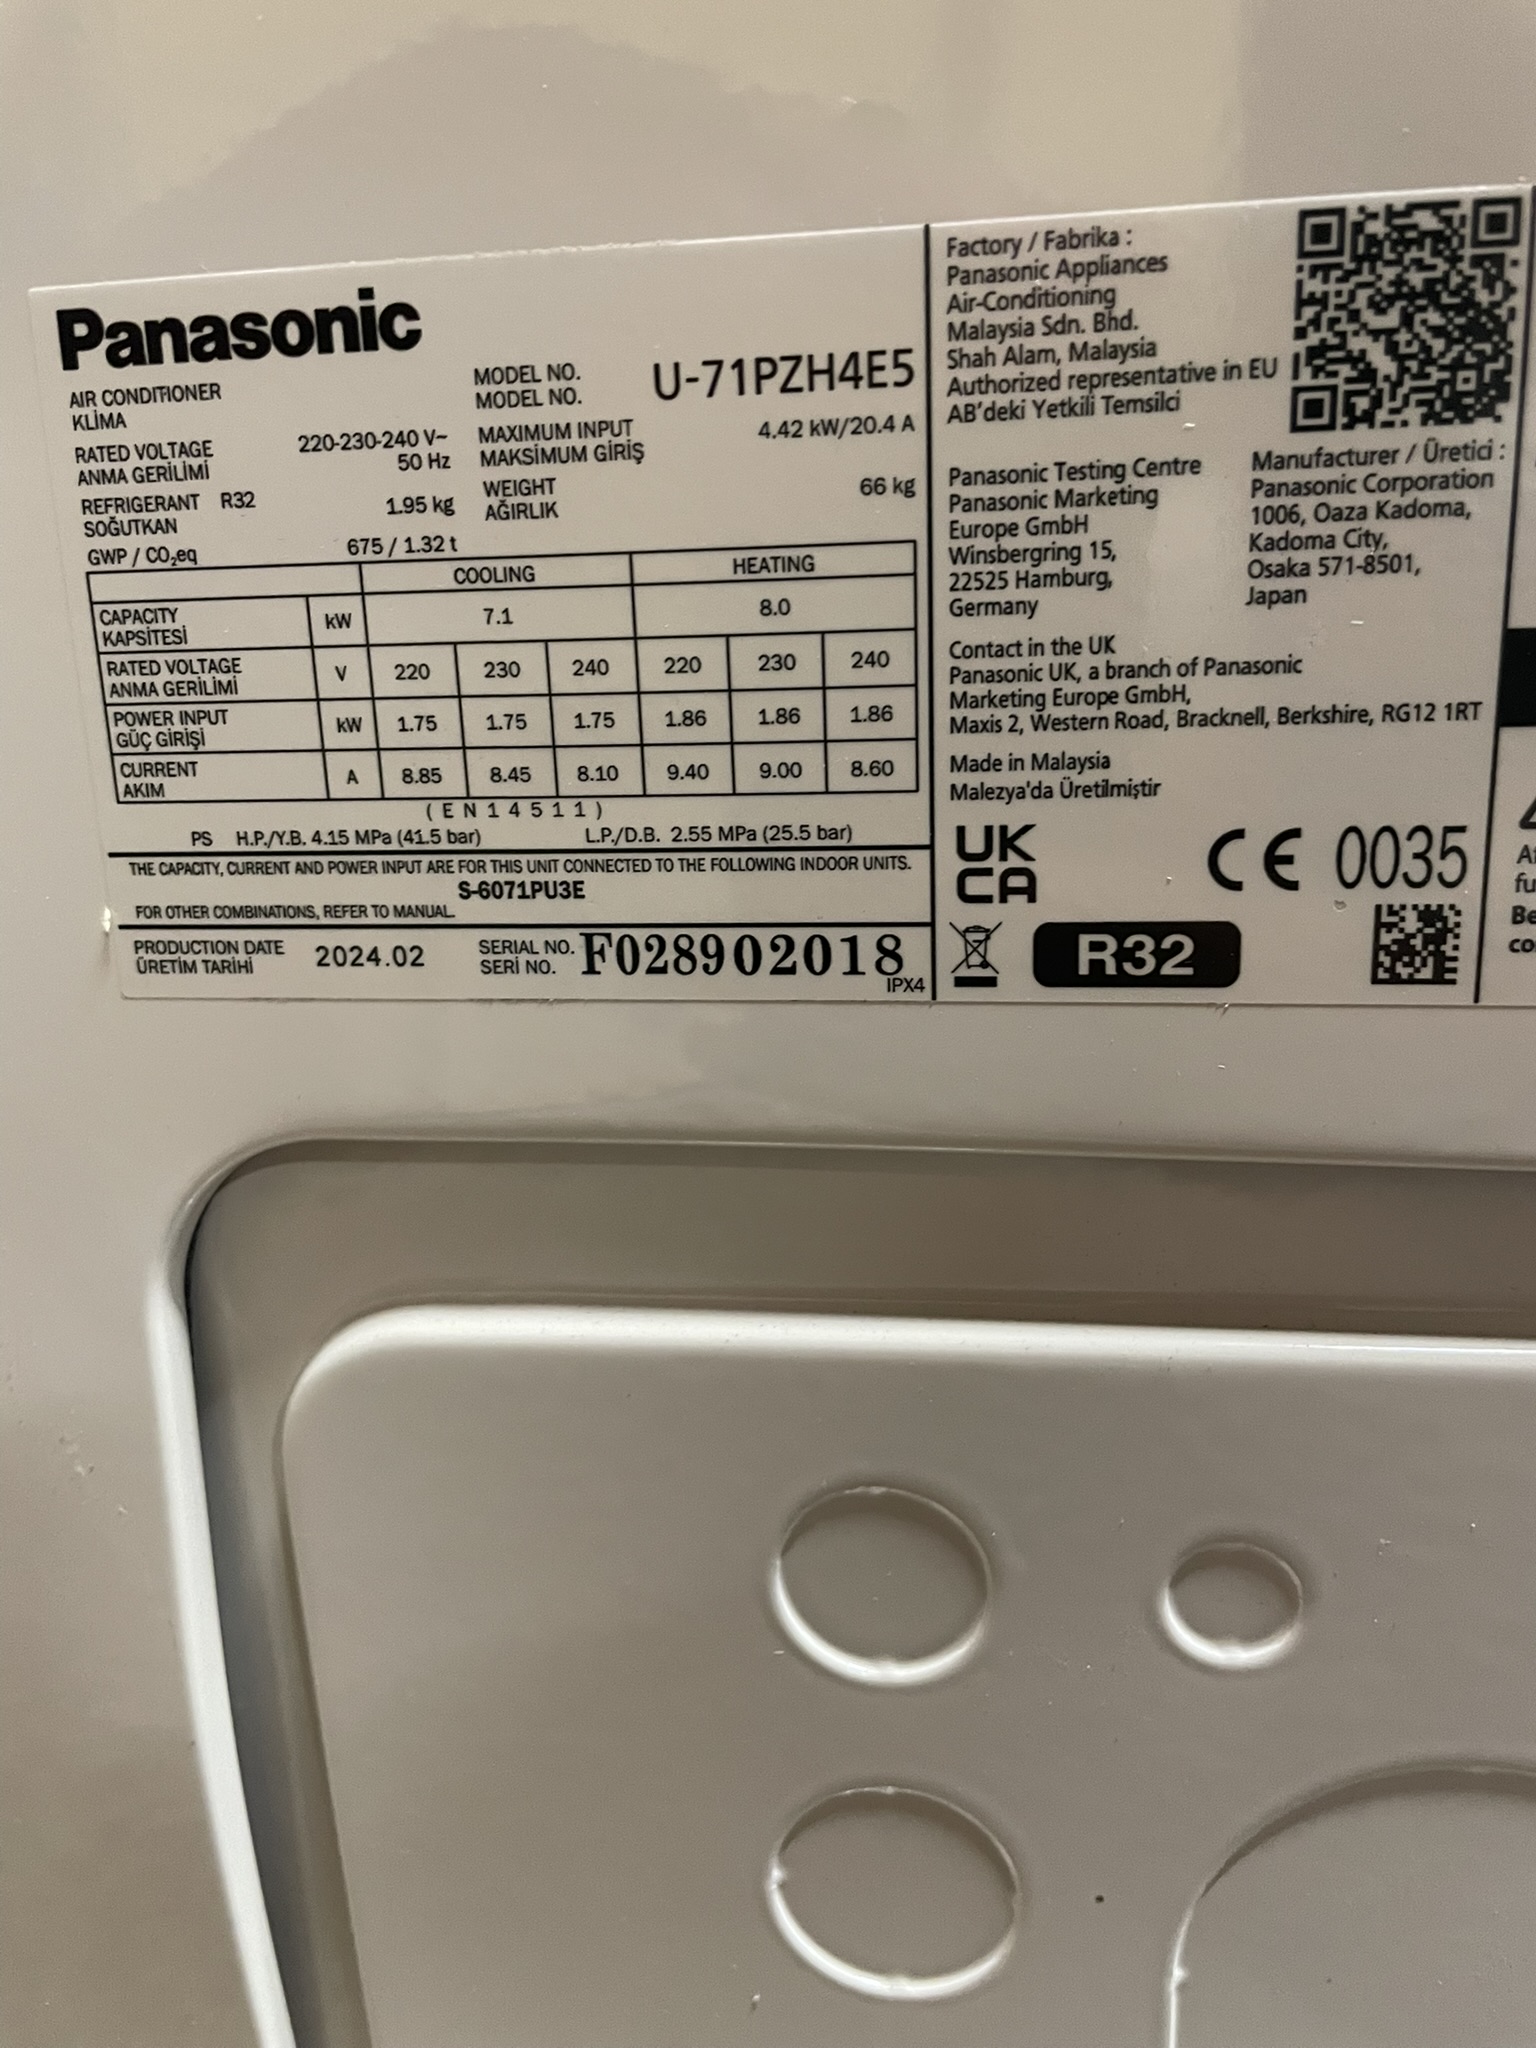 Panasonic
AIR CONDITIONER
KLİMA
MODEL NO.
MODEL NO.
U-71PZH4E5
RATED VOLTAGE
ANMA GERİLİMİ
220-230-240 V~
50 Hz
MAXIMUM INPUT
MAKSİMUM GİRİŞ
4.42 kW/20.4 A
REFRIGERANT R32
SOĞUTKAN
1.95 kg
WEIGHT
AĞIRLIK
66 kg
GWP / CO₂eq 675 / 1.32 t
COOLING HEATING
CAPACITY
KAPSİTESİ
kW 7.1 8.0
RATED VOLTAGE
ANMA GERİLİMİ
V 220 230 240 220 230 240
POWER INPUT
GÜÇ GİRİŞİ
kW 1.75 1.75 1.75 1.86 1.86 1.86
CURRENT
AKIM
A 8.85 8.45 8.10 9.40 9.00 8.60
(EN14511)
PS H.P./Y.B. 4.15 MPa (41.5 bar) L.P./D.B. 2.55 MPa (25.5 bar)
THE CAPACITY, CURRENT AND POWER INPUT ARE FOR THIS UNIT CONNECTED TO THE FOLLOWING INDOOR UNITS.
S-6071PU3E
FOR OTHER COMBINATIONS, REFER TO MANUAL.
PRODUCTION DATE
ÜRETİM TARİHİ
2024.02
SERIAL NO.
SERİ NO.
F028902018
IPX4
Factory / Fabrika :
Panasonic Appliances
Air-Conditioning
Malaysia Sdn. Bhd.
Shah Alam, Malaysia
Authorized representative in EU
AB'deki Yetkili Temsilci
Panasonic Testing Centre
Panasonic Marketing
Europe GmbH
Winsbergring 15,
22525 Hamburg,
Germany
Manufacturer / Üretici :
Panasonic Corporation
1006, Oaza Kadoma,
Kadoma City,
Osaka 571-8501,
Japan
Contact in the UK
Panasonic UK, a branch of Panasonic
Marketing Europe GmbH,
Maxis 2, Western Road, Bracknell, Berkshire, RG12 1RT
Made in Malaysia
Malezya'da Üretilmiştir
UK
CA
CE 0035
R32